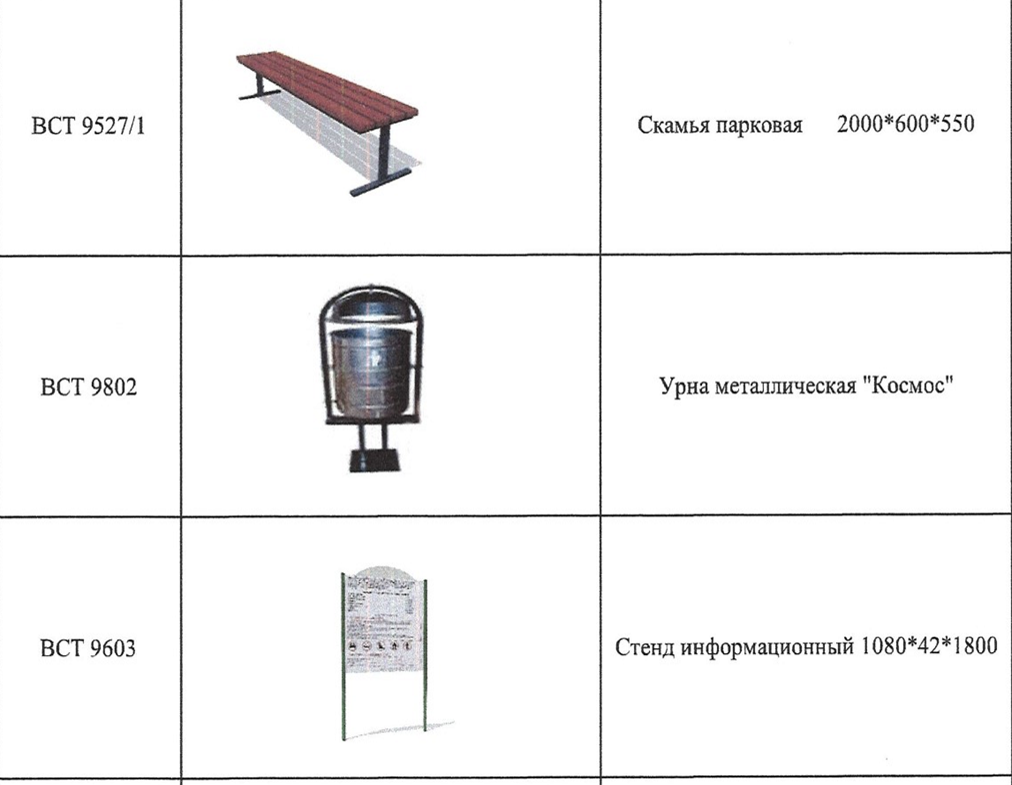 ВСТ 9527/1
Скамья парковая 2000*600*550
ВСТ 9802
Урна металлическая "Космос"
ВСТ 9603
Стенд информационный 1080*42*1800